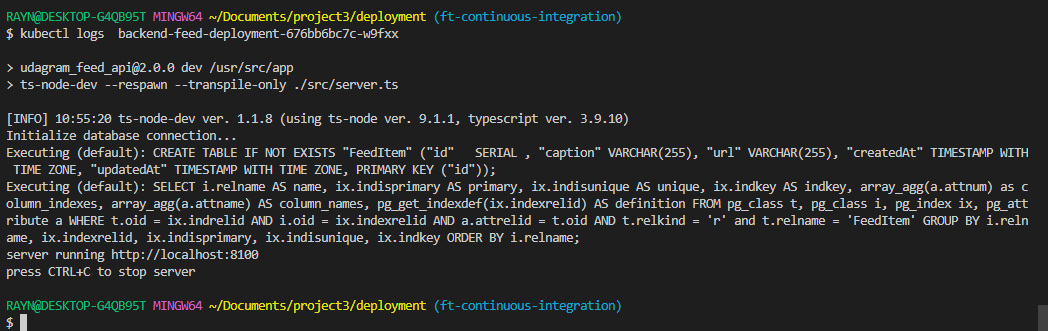 RAYN@DESKTOP-G4QB95T MINGW64 ~/Documents/project3/deployment (ft-continuous-integration)
$ kubectl logs  backend-feed-deployment-676bb6bc7c-w9fxx

> udagram_feed_api@2.0.0 dev /usr/src/app
> ts-node-dev --respawn --transpile-only ./src/server.ts

[INFO] 10:55:20 ts-node-dev ver. 1.1.8 (using ts-node ver. 9.1.1, typescript ver. 3.9.10)
Initialize database connection...
Executing (default): CREATE TABLE IF NOT EXISTS "FeedItem" ("id"   SERIAL , "caption" VARCHAR(255), "url" VARCHAR(255), "createdAt" TIMESTAMP WITH
 TIME ZONE, "updatedAt" TIMESTAMP WITH TIME ZONE, PRIMARY KEY ("id"));
Executing (default): SELECT i.relname AS name, ix.indisprimary AS primary, ix.indisunique AS unique, ix.indkey AS indkey, array_agg(a.attnum) as c
olumn_indexes, array_agg(a.attname) AS column_names, pg_get_indexdef(ix.indexrelid) AS definition FROM pg_class t, pg_class i, pg_index ix, pg_att
ribute a WHERE t.oid = ix.indrelid AND i.oid = ix.indexrelid AND a.attrelid = t.oid AND t.relkind = 'r' and t.relname = 'FeedItem' GROUP BY i.reln
ame, ix.indexrelid, ix.indisprimary, ix.indisunique, ix.indkey ORDER BY i.relname;
server running http://localhost:8100
press CTRL+C to stop server

RAYN@DESKTOP-G4QB95T MINGW64 ~/Documents/project3/deployment (ft-continuous-integration)
$